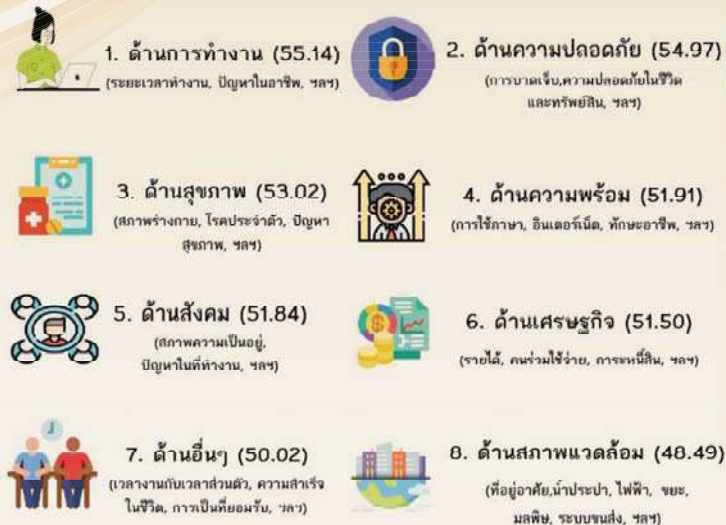 1. ด้านการทำงาน (55.14)
(ระยะเวลาทำงาน, ปัญหาในอาชีพ, ฯลฯ)
2. ด้านความปลอดภัย (54.97)
(การบาดเจ็บ,ความปลอดภัยในชีวิต
และทรัพย์สิน, ฯลฯ)
3. ด้านสุขภาพ (53.02)
(สภาพร่างกาย, โรคประจำตัว, ปัญหา
สุขภาพ, ฯลฯ)
4. ด้านความพร้อม (51.91)
(การใช้ภาษา, อินเตอร์เน็ต, ทักษะอาชีพ, ฯลฯ)
5. ด้านสังคม (51.84)
(สภาพความเป็นอยู่,
ปัญหาในที่ทำงาน, ฯลฯ)
6. ด้านเศรษฐกิจ (51.50)
(รายได้, คนร่วมใช้จ่าย, ภาระหนี้สิน, ฯลฯ)
7. ด้านอื่นๆ (50.02)
(เวลางานกับเวลาส่วนตัว, ความสำเร็จ
ในชีวิต, การเป็นที่ยอมรับ, ฯลฯ)
8. ด้านสภาพแวดล้อม (48.49)
(ที่อยู่อาศัย,น้ำประปา, ไฟฟ้า, ขยะ,
มลพิษ, ระบบขนส่ง, ฯลฯ)